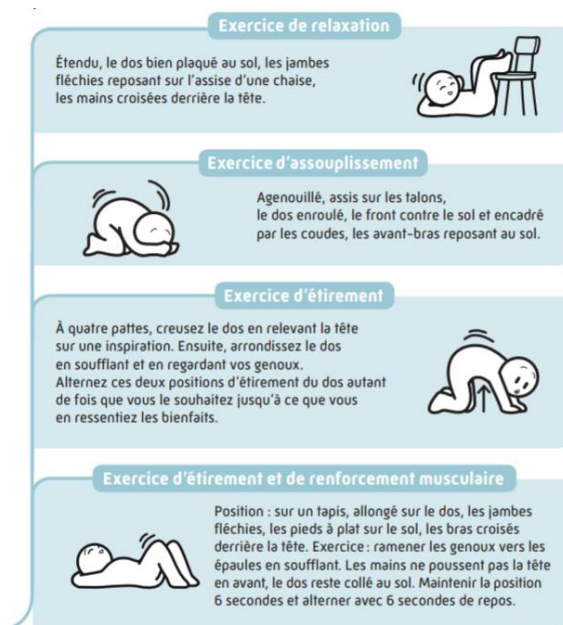 Exercice de relaxation
Étendu, le dos bien plaqué au sol, les jambes
fléchies reposant sur l'assise d'une chaise,
les mains croisées derrière la tête.
Exercice d'assouplissement
Agenouillé, assis sur les talons,
le dos enroulé, le front contre le sol et encadré
par les coudes, les avant-bras reposant au sol.
Exercice d'étirement
À quatre pattes, creusez le dos en relevant la tête
sur une inspiration. Ensuite, arrondissez le dos
en soufflant et en regardant vos genoux.
Alternez ces deux positions d'étirement du dos autant
de fois que vous le souhaitez jusqu'à ce que vous
en ressentiez les bienfaits.
Exercice d'étirement et de renforcement musculaire
Position : sur un tapis, allongé sur le dos, les jambes
fléchies, les pieds à plat sur le sol, les bras croisés
derrière la tête. Exercice : ramener les genoux vers les
épaules en soufflant. Les mains ne poussent pas la tête
en avant, le dos reste collé au sol. Maintenir la position
6 secondes et alterner avec 6 secondes de repos.